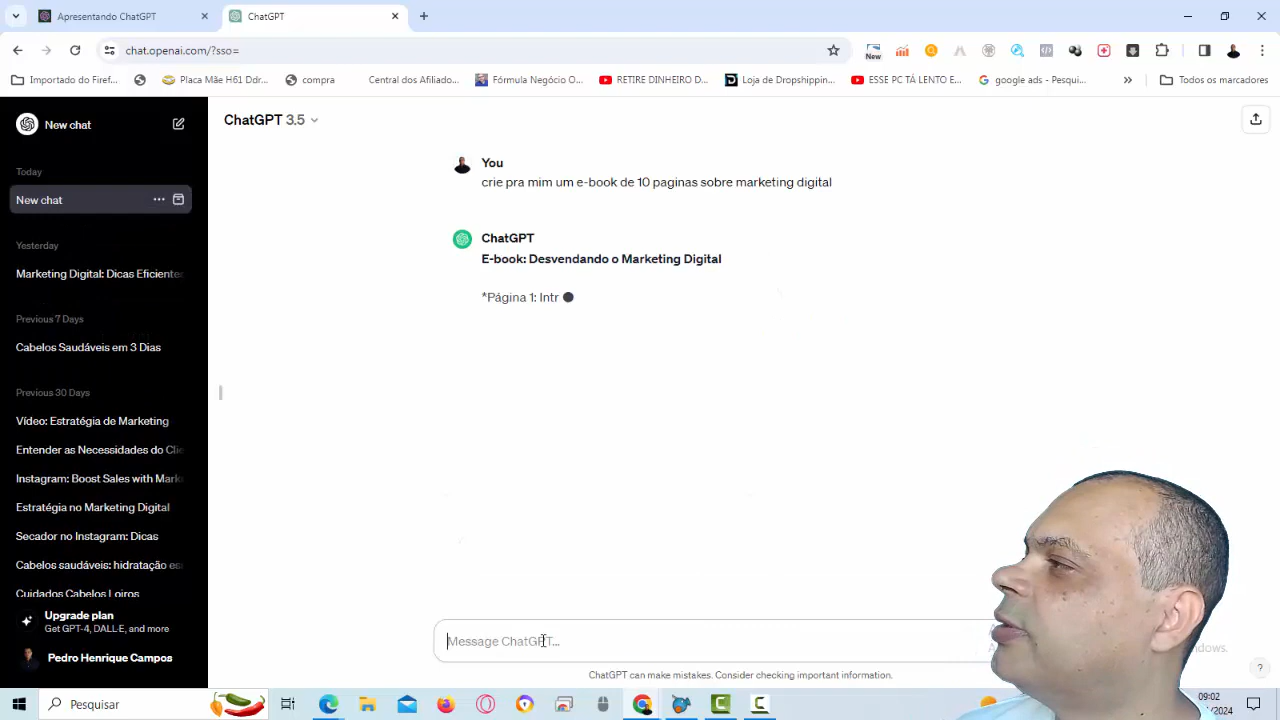 Apresentando ChatGPT
ChatGPT
chat.openai.com/?sso=
New
Importado do Firef...
Placa Mãe H61 Ddr...
compra
Central dos Afiliado...
Fórmula Negócio O...
RETIRE DINHEIRO D...
Loja de Dropshippin...
ESSE PC TÁ LENTO E...
google ads - Pesqui...
Todos os marcadores
New chat
ChatGPT 3.5
Today
New chat
Yesterday
Marketing Digital: Dicas Eficientes
Previous 7 Days
Cabelos Saudáveis em 3 Dias
Previous 30 Days
Vídeo: Estratégia de Marketing
Entender as Necessidades do Clie
Instagram: Boost Sales with Mark
Estratégia no Marketing Digital
Secador no Instagram: Dicas
Cabelos saudáveis: hidratação es
Cuidados Cabelos Loiros
Upgrade plan
Get GPT-4, DALL·E, and more
Pedro Henrique Campos
You
crie pra mim um e-book de 10 paginas sobre marketing digital
ChatGPT
E-book: Desvendando o Marketing Digital
*Página 1: Intr
Message ChatGPT...
ChatGPT can make mistakes. Consider checking important information.
?
Pesquisar
09:02
2024